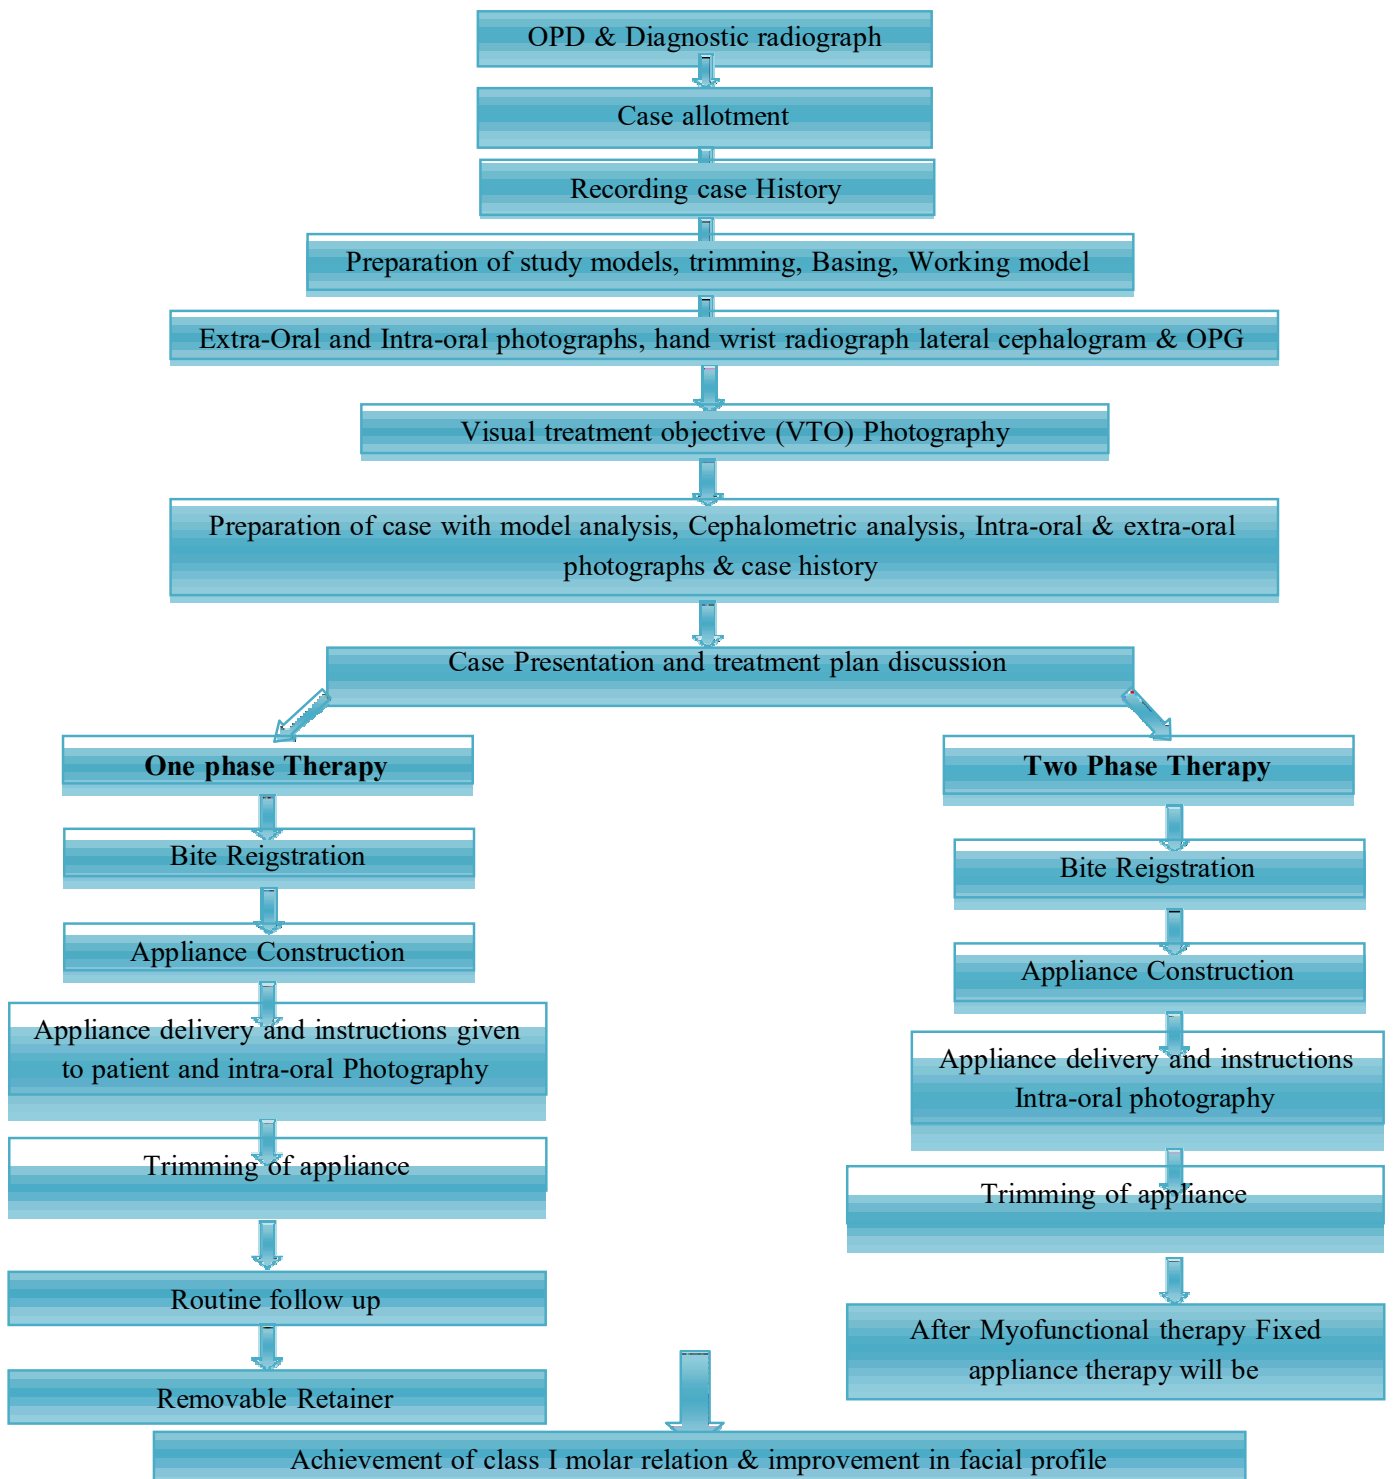 OPD & Diagnostic radiograph
Case allotment
Recording case History
Preparation of study models, trimming, Basing, Working model
Extra-Oral and Intra-oral photographs, hand wrist radiograph lateral cephalogram & OPG
Visual treatment objective (VTO) Photography
Preparation of case with model analysis, Cephalometric analysis, Intra-oral & extra-oral
photographs & case history
Case Presentation and treatment plan discussion
One phase Therapy
Bite Reigstration
Appliance Construction
Appliance delivery and instructions given
to patient and intra-oral Photography
Trimming of appliance
Routine follow up
Removable Retainer
Two Phase Therapy
Bite Reigstration
Appliance Construction
Appliance delivery and instructions
Intra-oral photography
Trimming of appliance
After Myofunctional therapy Fixed
appliance therapy will be
Achievement of class I molar relation & improvement in facial profile